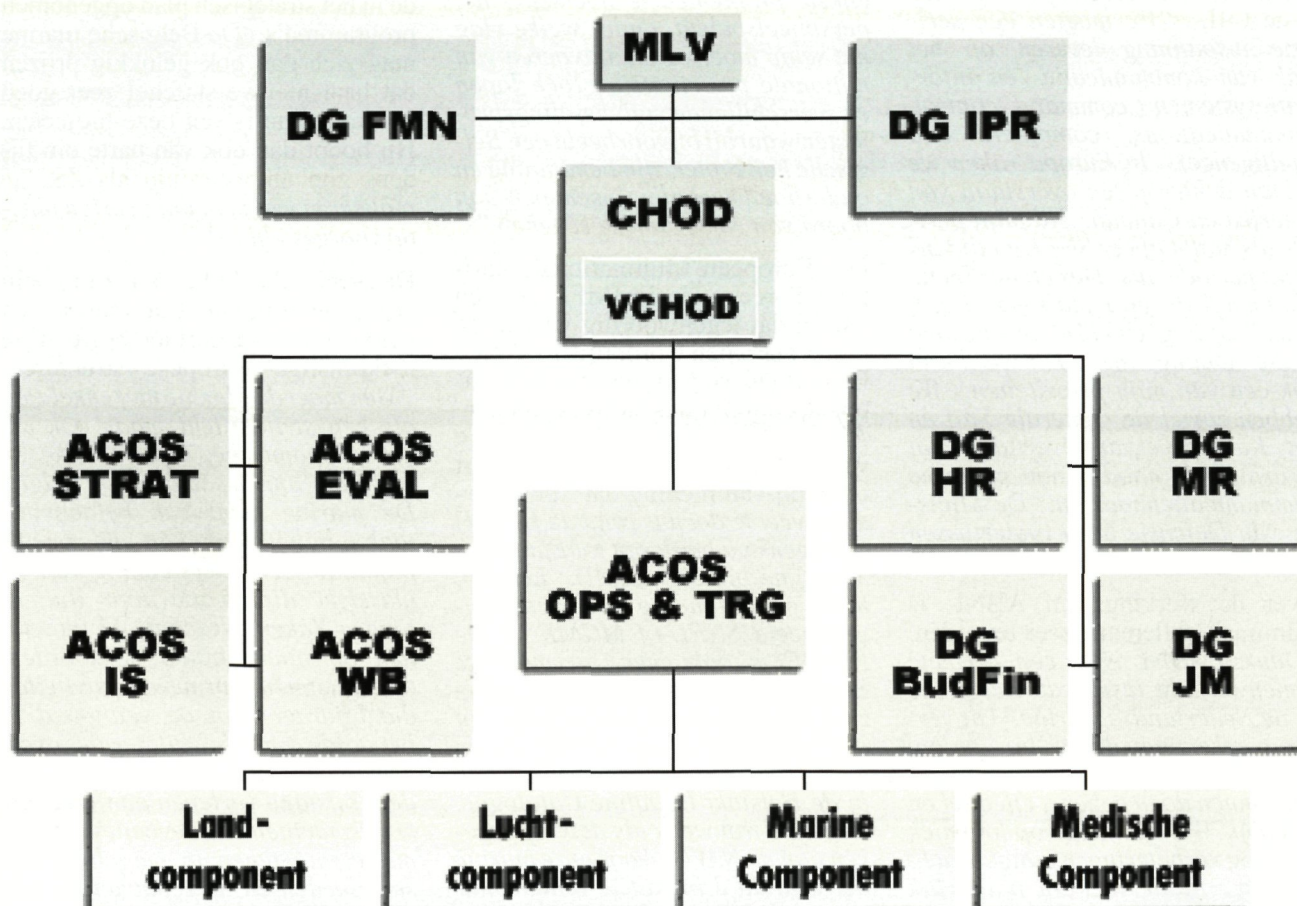 MLV
DG FMN
DG IPR
CHOD
VCHOD
ACOS
STRAT
ACOS
EVAL
DG
HR
DG
MR
ACOS
OPS & TRG
ACOS
IS
ACOS
WB
DG
BudFin
DG
JM
Land-
component
Lucht-
component
Marine
Component
Medische
Component